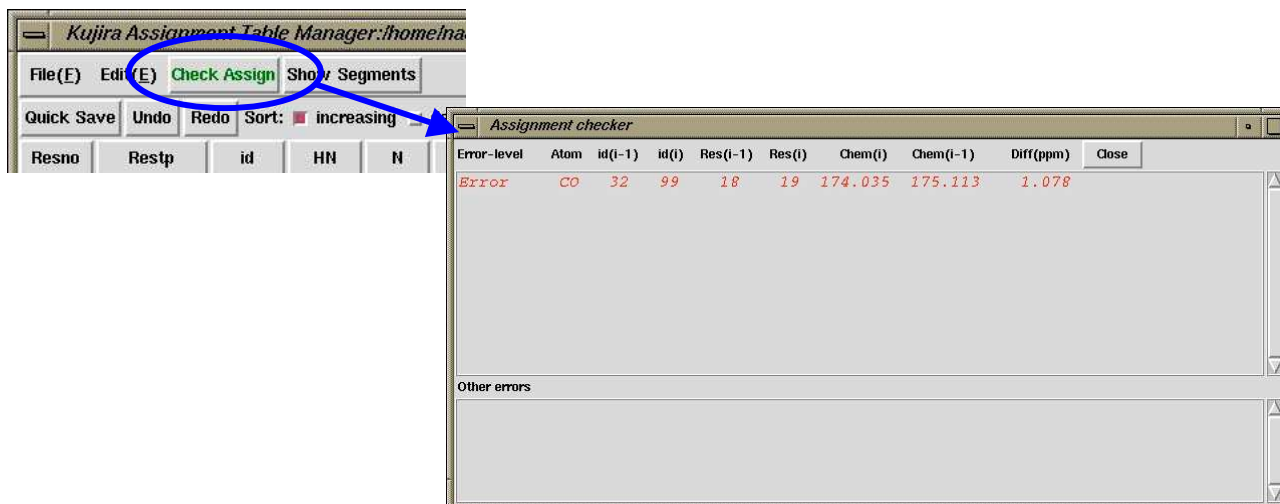 Kujira Assignment Table Manager:/home/na
File(F) Edit(E) Check Assign Show Segments
Quick Save Undo Redo Sort: increasing
Resno Restp id HN N
Assignment checker
Error-level Atom id(i-1) id(i) Res(i-1) Res(i) Chem(i) Chem(i-1) Diff(ppm) Close
Error CO 32 99 18 19 174.035 175.113 1.078
Other errors